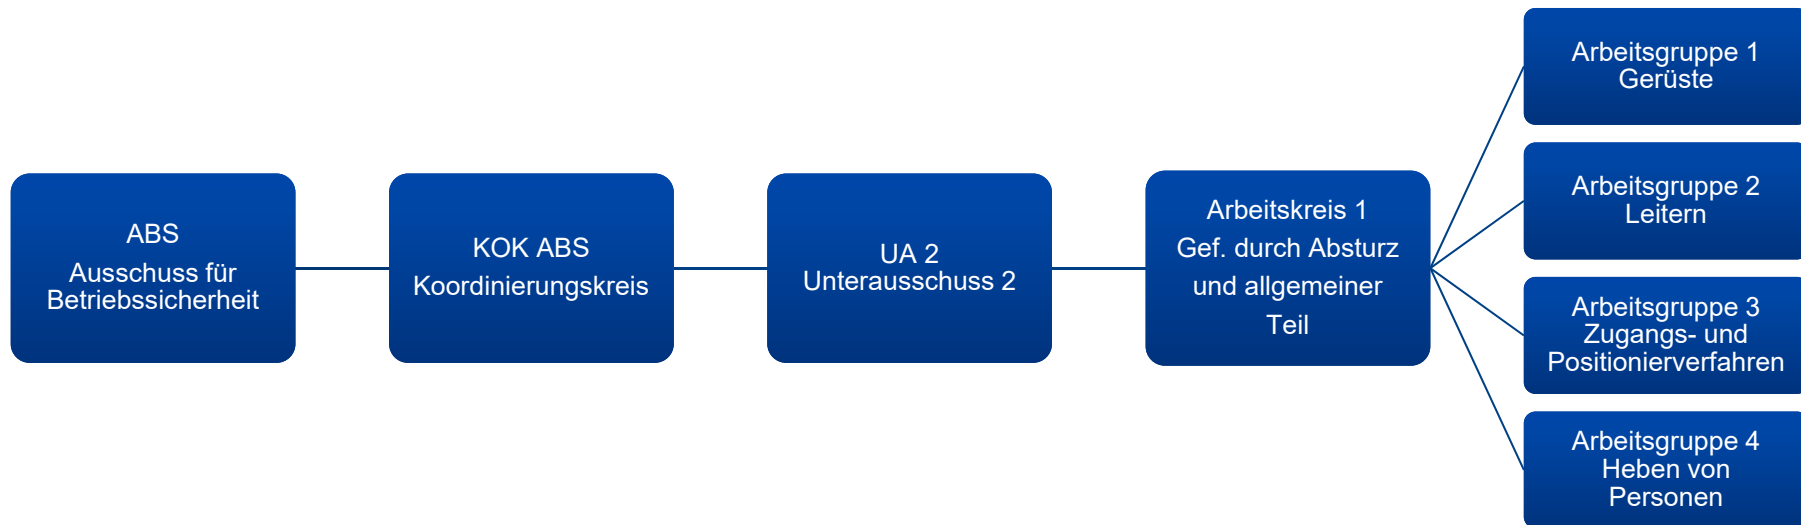 ABS
Ausschuss für
Betriebssicherheit
KOK ABS
Koordinierungskreis
UA 2
Unterausschuss 2
Arbeitskreis 1
Gef. durch Absturz
und allgemeiner
Teil
Arbeitsgruppe 1
Gerüste
Arbeitsgruppe 2
Leitern
Arbeitsgruppe 3
Zugangs- und
Positionierverfahren
Arbeitsgruppe 4
Heben von
Personen